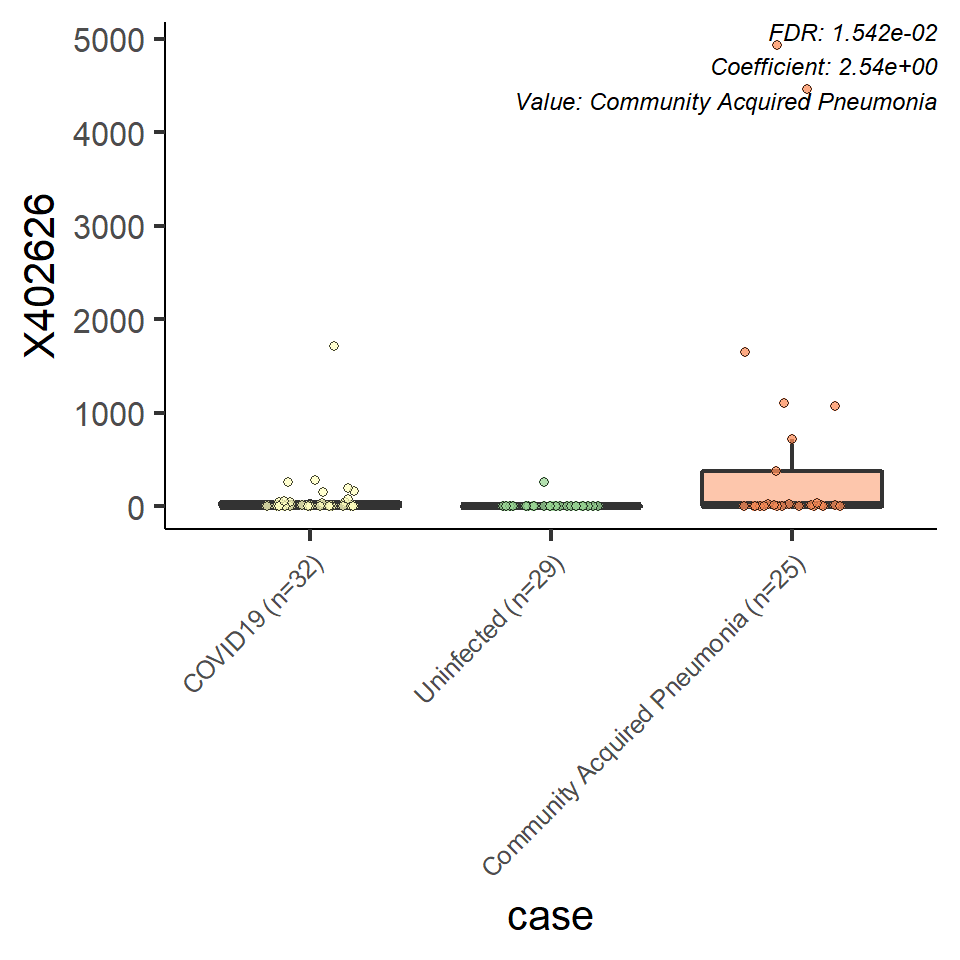 FDR: 1.542e-02
Coefficient: 2.54e+00
Value: Community Acquired Pneumonia
X402626
5000
4000
3000
2000
1000
0
COVID19 (n=32)
Uninfected (n=29)
Community Acquired Pneumonia (n=25)
case